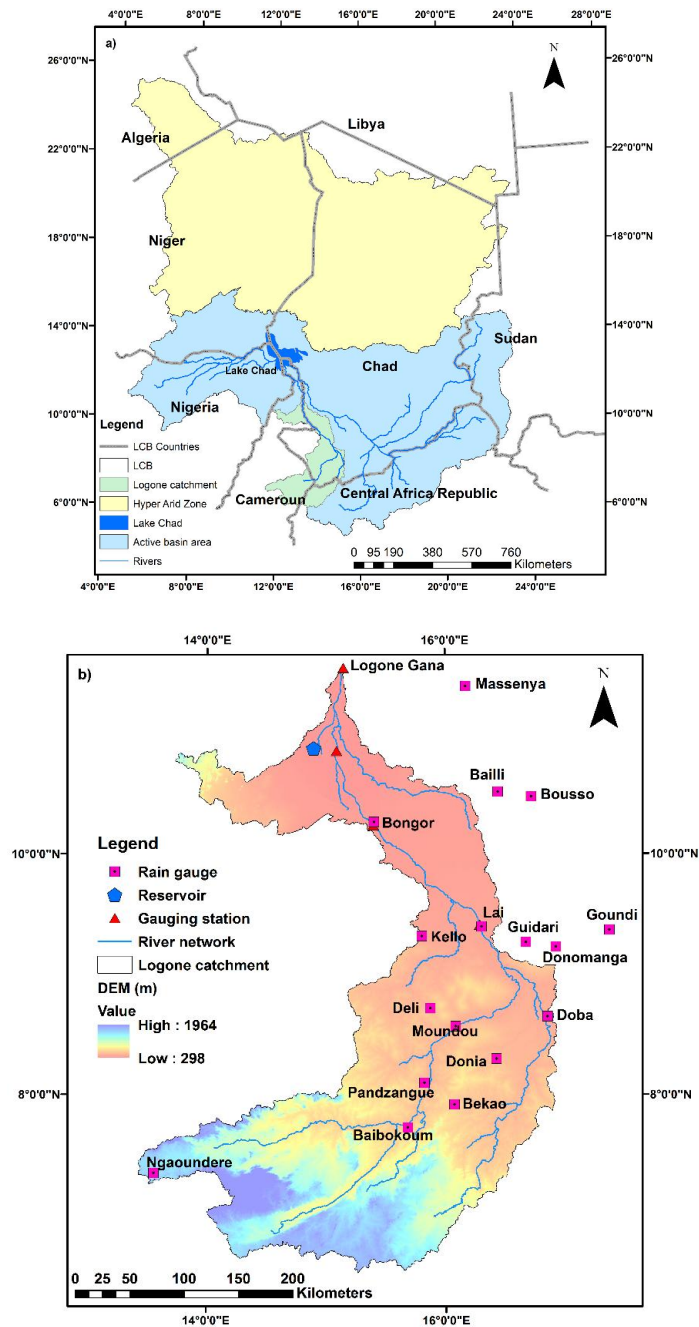 4°0'0"E 8°0'0"E 12°0'0"E 16°0'0"E 20°0'0"E 24°0'0"E 28°0'0"E
a)
N
26°0'0"N 26°0'0"N
Libya
Algeria
22°0'0"N 22°0'0"N
18°0'0"N 18°0'0"N
Niger
14°0'0"N 14°0'0"N
Sudan
Chad
Lake Chad
Nigeria
10°0'0"N 10°0'0"N
Legend
LCB Countries
LCB
Logone catchment
Hyper Arid Zone
Lake Chad
Active basin area
Rivers
Cameroun
Central Africa Republic
6°0'0"N 6°0'0"N
0 95 190 380 570 760
Kilometers
4°0'0"E 8°0'0"E 12°0'0"E 16°0'0"E 20°0'0"E 24°0'0"E
14°0'0"E 16°0'0"E
b)
Logone Gana
N
Massenya
Bailli
Bousso
Bongor
10°0'0"N 10°0'0"N
Legend
Rain gauge
Reservoir
Gauging station
River network
Logone catchment
DEM (m)
Value
High : 1964
Low : 298
Lai
Guidari
Goundi
Kello
Donomanga
Deli
Doba
Moundou
Donia
8°0'0"N 8°0'0"N
Pandzangue
Bekao
Baibokoum
Ngaoundere
0 25 50 100 150 200
Kilometers
14°0'0"E 16°0'0"E